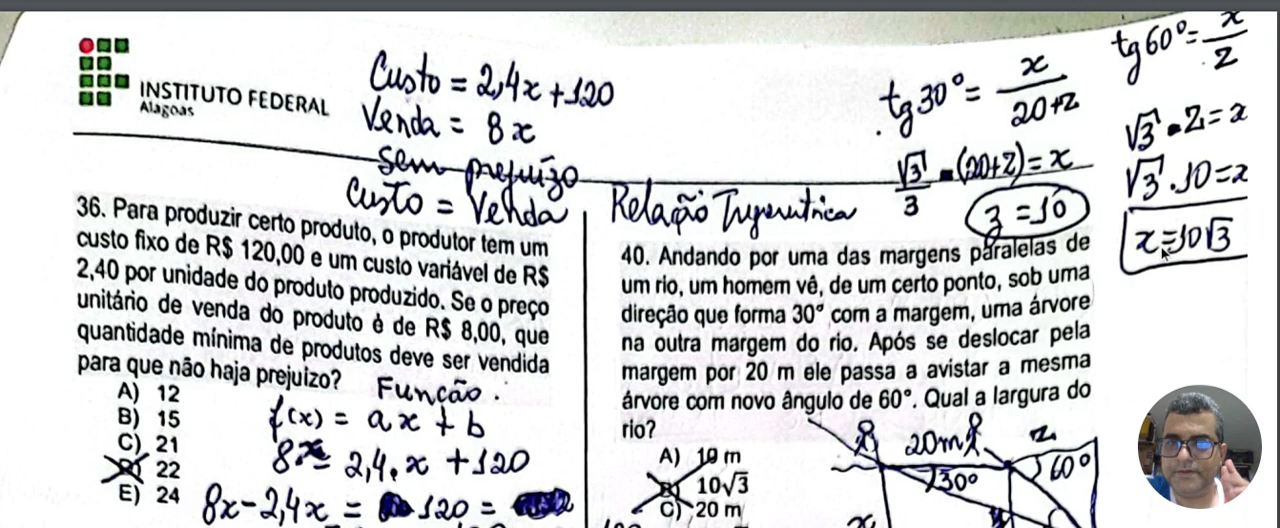 INSTITUTO FEDERAL
Alagoas
Custo = 2,4x + 120
Venda = 8x
Sem prejuízo
Custo = Venda
36. Para produzir certo produto, o produtor tem um
custo fixo de R$ 120,00 e um custo variável de R$
2,40 por unidade do produto produzido. Se o preço
unitário de venda do produto é de R$ 8,00, que
quantidade mínima de produtos deve ser vendida
para que não haja prejuízo?
A) 12
B) 15
C) 21
D) 22
E) 24
Função.
f(x) = ax + b
8x = 2,4.x + 120
8x - 2,4x = 120 =
tg 30° = x / 20+z
√3/3 . (20+z) = x
z = 10
tg 60° = x / z
√3 . z = x
√3 . 10 = x
x = 10√3
Relação
40. Andando por uma das margens paralelas de
um rio, um homem vê, de um certo ponto, sob uma
direção que forma 30° com a margem, uma árvore
na outra margem do rio. Após se deslocar pela
margem por 20 m ele passa a avistar a mesma
árvore com novo ângulo de 60°. Qual a largura do
rio?
A) 10 m
B) 10√3
C) 20 m
20m
z
30°
60°
x